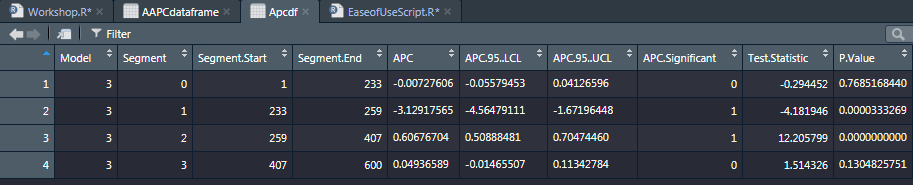 Workshop.R* AAPCdataframe Apcdf EaseofUseScript.R*
Filter
Model Segment Segment.Start Segment.End APC APC.95..LCL APC.95..UCL APC.Significant Test.Statistic P.Value
1 3 0 1 233 -0.00727606 -0.05579453 0.04126596 0 -0.294452 0.7685168440
2 3 1 233 259 -3.12917565 -4.56479111 -1.67196448 1 -4.181946 0.0000333269
3 3 2 259 407 0.60676704 0.50888481 0.70474460 1 12.205799 0.0000000000
4 3 3 407 600 0.04936589 -0.01465507 0.11342784 0 1.514326 0.1304825751